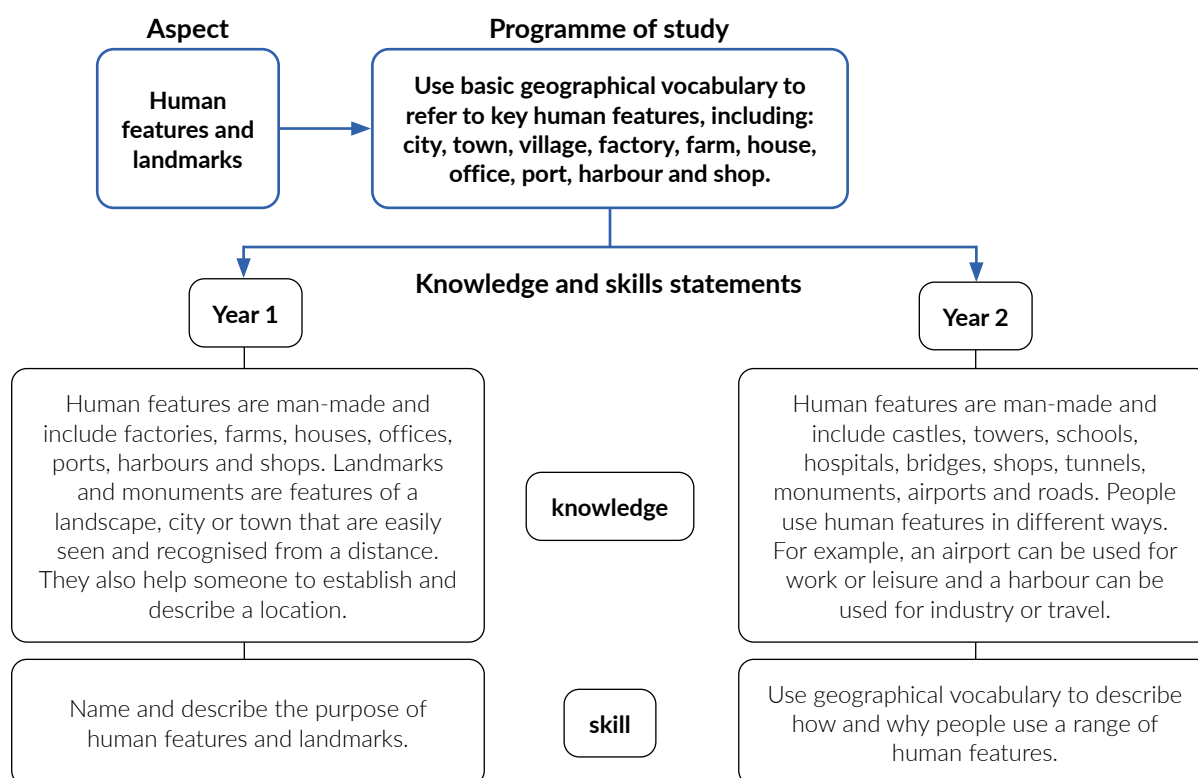 Aspect
Programme of study
Human
features and
landmarks
Use basic geographical vocabulary to
refer to key human features, including:
city, town, village, factory, farm, house,
office, port, harbour and shop.
Knowledge and skills statements
Year 1
Year 2
Human features are man-made and
include factories, farms, houses, offices,
ports, harbours and shops. Landmarks
and monuments are features of a
landscape, city or town that are easily
seen and recognised from a distance.
They also help someone to establish and
describe a location.
knowledge
Human features are man-made and
include castles, towers, schools,
hospitals, bridges, shops, tunnels,
monuments, airports and roads. People
use human features in different ways.
For example, an airport can be used for
work or leisure and a harbour can be
used for industry or travel.
Name and describe the purpose of
human features and landmarks.
skill
Use geographical vocabulary to describe
how and why people use a range of
human features.